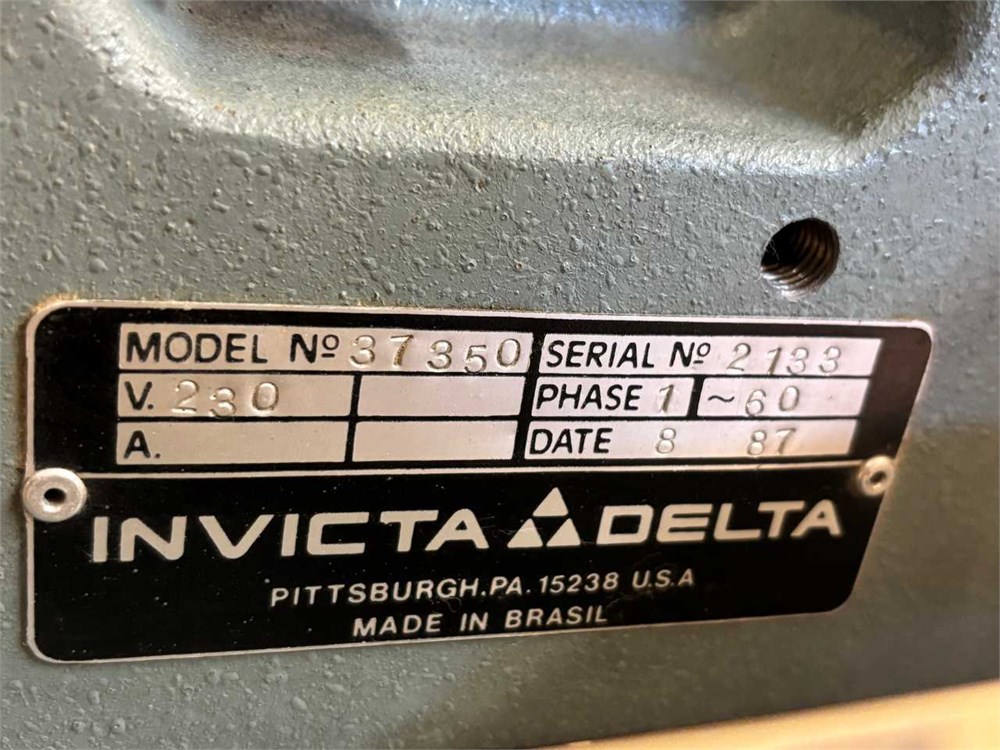 MODEL Nº 37350 SERIAL Nº 2133
V. 230 PHASE 1 ~60
A. DATE 8 87
INVICTA DELTA
PITTSBURGH, PA. 15238 U.S.A
MADE IN BRASIL